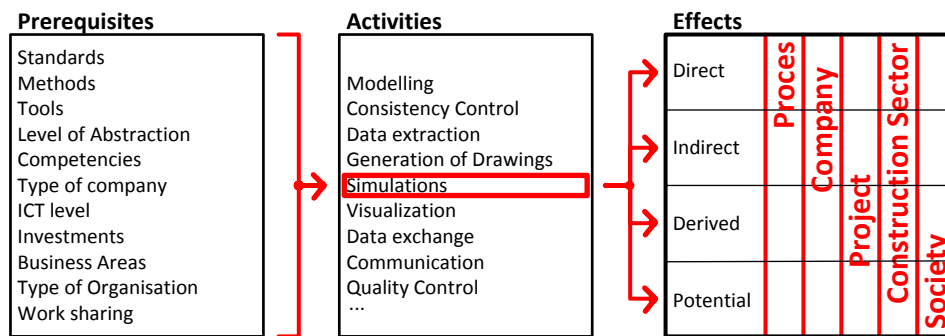 Prerequisites
Standards
Methods
Tools
Level of Abstraction
Competencies
Type of company
ICT level
Investments
Business Areas
Type of Organisation
Work sharing
Activities
Modelling
Consistency Control
Data extraction
Generation of Drawings
Simulations
Visualization
Data exchange
Communication
Quality Control
...
Effects
Direct
Indirect
Derived
Potential
Proces
Company
Project
Construction Sector
Society